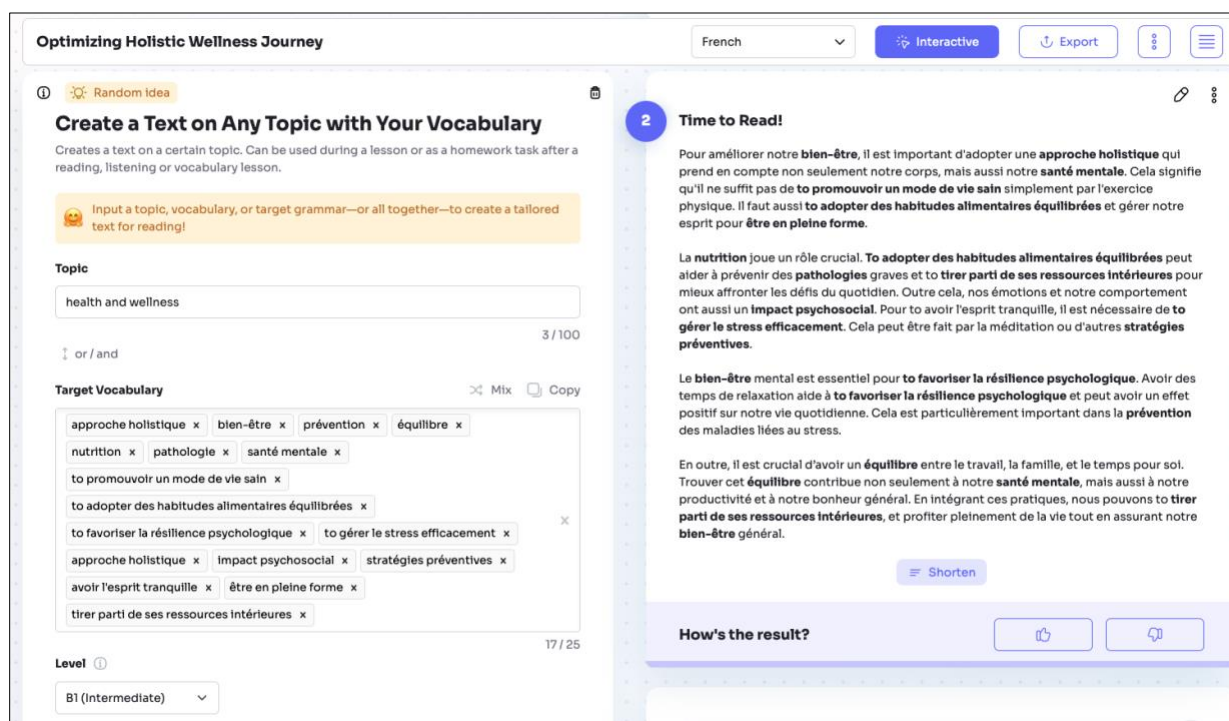 Optimizing Holistic Wellness Journey
French
Interactive
Export
Random idea
Create a Text on Any Topic with Your Vocabulary
Creates a text on a certain topic. Can be used during a lesson or as a homework task after a
reading, listening or vocabulary lesson.
Input a topic, vocabulary, or target grammar—or all together—to create a tailored
text for reading!
Topic
health and wellness
3 / 100
or / and
Target Vocabulary
Mix
Copy
approche holistique x bien-être x prévention x équilibre x
nutrition x pathologie x santé mentale x
to promouvoir un mode de vie sain x
to adopter des habitudes alimentaires équilibrées x
to favoriser la résilience psychologique x to gérer le stress efficacement x
approche holistique x impact psychosocial x stratégies préventives x
avoir l'esprit tranquille x être en pleine forme x
tirer parti de ses ressources intérieures x
17 / 25
Level
B1 (Intermediate)
2
Time to Read!
Pour améliorer notre bien-être, il est important d'adopter une approche holistique qui
prend en compte non seulement notre corps, mais aussi notre santé mentale. Cela signifie
qu'il ne suffit pas de to promouvoir un mode de vie sain simplement par l'exercice
physique. Il faut aussi to adopter des habitudes alimentaires équilibrées et gérer notre
esprit pour être en pleine forme.
La nutrition joue un rôle crucial. To adopter des habitudes alimentaires équilibrées peut
aider à prévenir des pathologies graves et to tirer parti de ses ressources intérieures pour
mieux affronter les défis du quotidien. Outre cela, nos émotions et notre comportement
ont aussi un impact psychosocial. Pour to avoir l'esprit tranquille, il est nécessaire de to
gérer le stress efficacement. Cela peut être fait par la méditation ou d'autres stratégies
préventives.
Le bien-être mental est essentiel pour to favoriser la résilience psychologique. Avoir des
temps de relaxation aide à to favoriser la résilience psychologique et peut avoir un effet
positif sur notre vie quotidienne. Cela est particulièrement important dans la prévention
des maladies liées au stress.
En outre, il est crucial d'avoir un équilibre entre le travail, la famille, et le temps pour soi.
Trouver cet équilibre contribue non seulement à notre santé mentale, mais aussi à notre
productivité et à notre bonheur général. En intégrant ces pratiques, nous pouvons to tirer
parti de ses ressources intérieures, et profiter pleinement de la vie tout en assurant notre
bien-être général.
Shorten
How's the result?